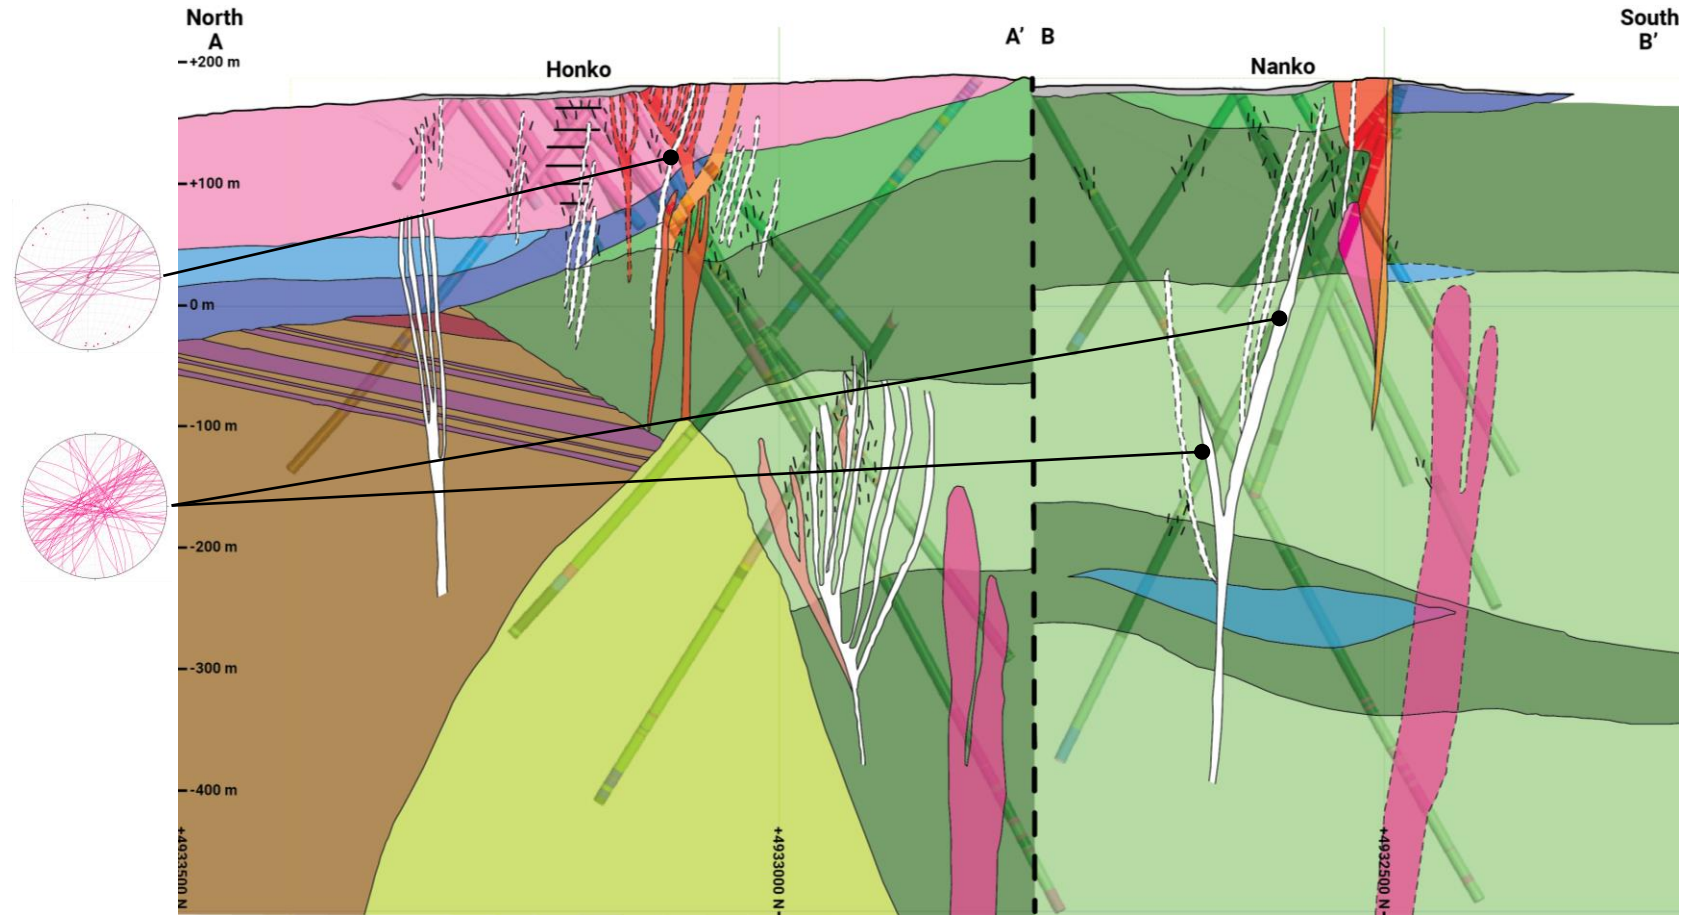 North
A
A’
B
South
B’
+200 m
Honko
Nanko
+100 m
0 m
-100 m
-200 m
-300 m
-400 m
+4933500 N
+4933000 N
+4932500 N